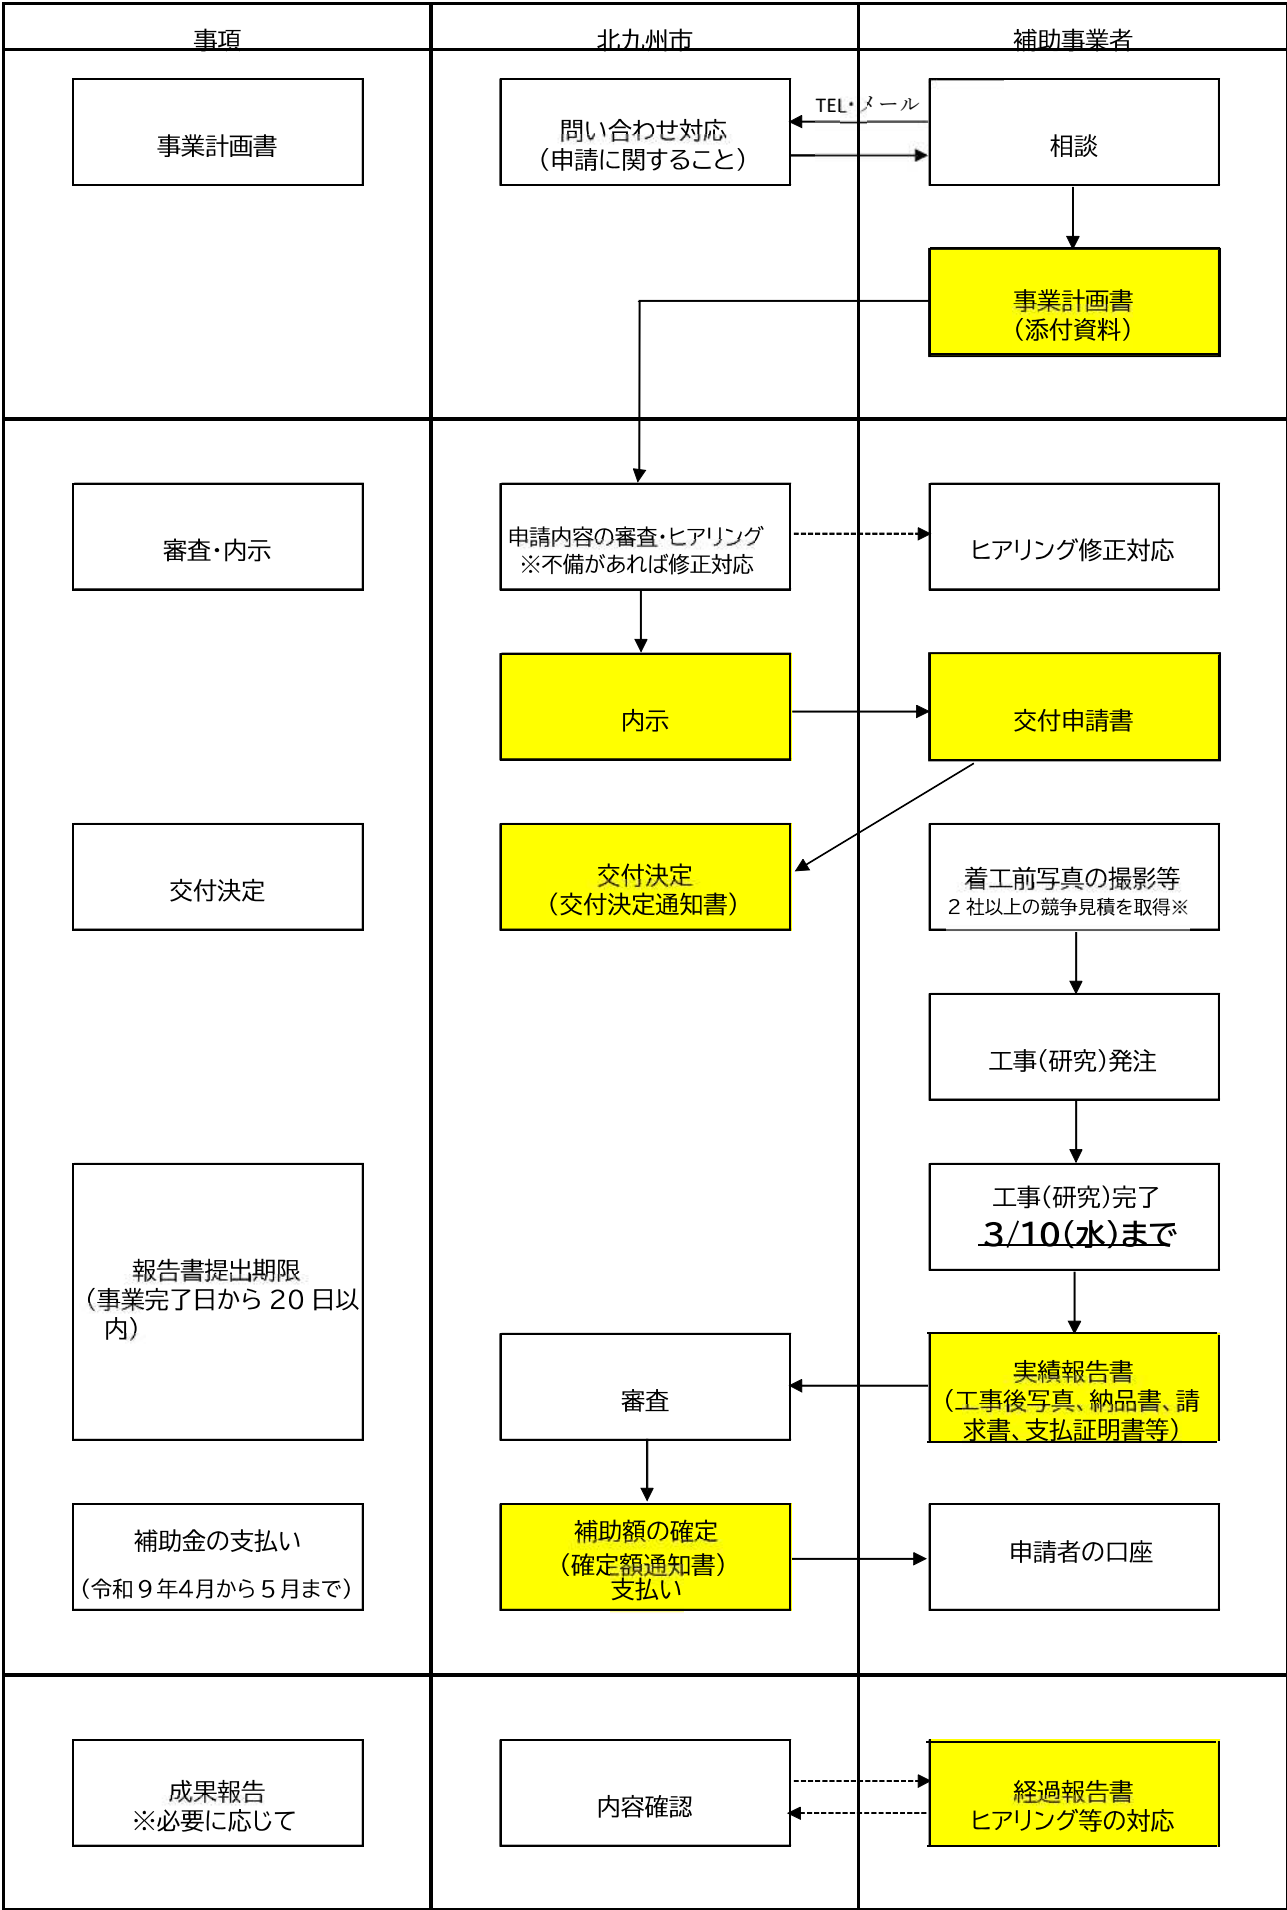 事項
北九州市
補助事業者
事業計画書
問い合わせ対応
（申請に関すること）
TEL・メール
相談
事業計画書
（添付資料）
審査・内示
申請内容の審査・ヒアリング
※不備があれば修正対応
ヒアリング修正対応
内示
交付申請書
交付決定
交付決定
（交付決定通知書）
着工前写真の撮影等
2 社以上の競争見積を取得※
工事（研究）発注
工事（研究）完了
3/10（水）まで
報告書提出期限
（事業完了日から 20 日以
内）
審査
実績報告書
（工事後写真、納品書、請
求書、支払証明書等）
補助金の支払い
（令和９年4月から５月まで）
補助額の確定
（確定額通知書）
支払い
申請者の口座
成果報告
※必要に応じて
内容確認
経過報告書
ヒアリング等の対応